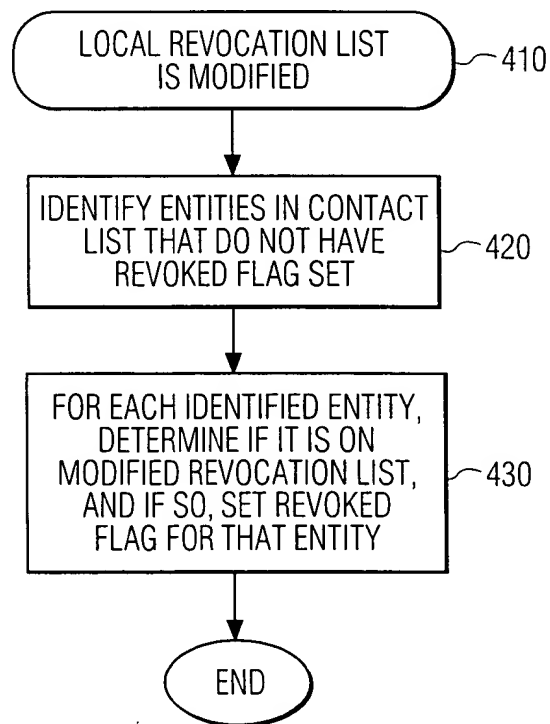 LOCAL REVOCATION LIST
IS MODIFIED
410
IDENTIFY ENTITIES IN CONTACT
LIST THAT DO NOT HAVE
REVOKED FLAG SET
420
FOR EACH IDENTIFIED ENTITY,
DETERMINE IF IT IS ON
MODIFIED REVOCATION LIST,
AND IF SO, SET REVOKED
FLAG FOR THAT ENTITY
430
END